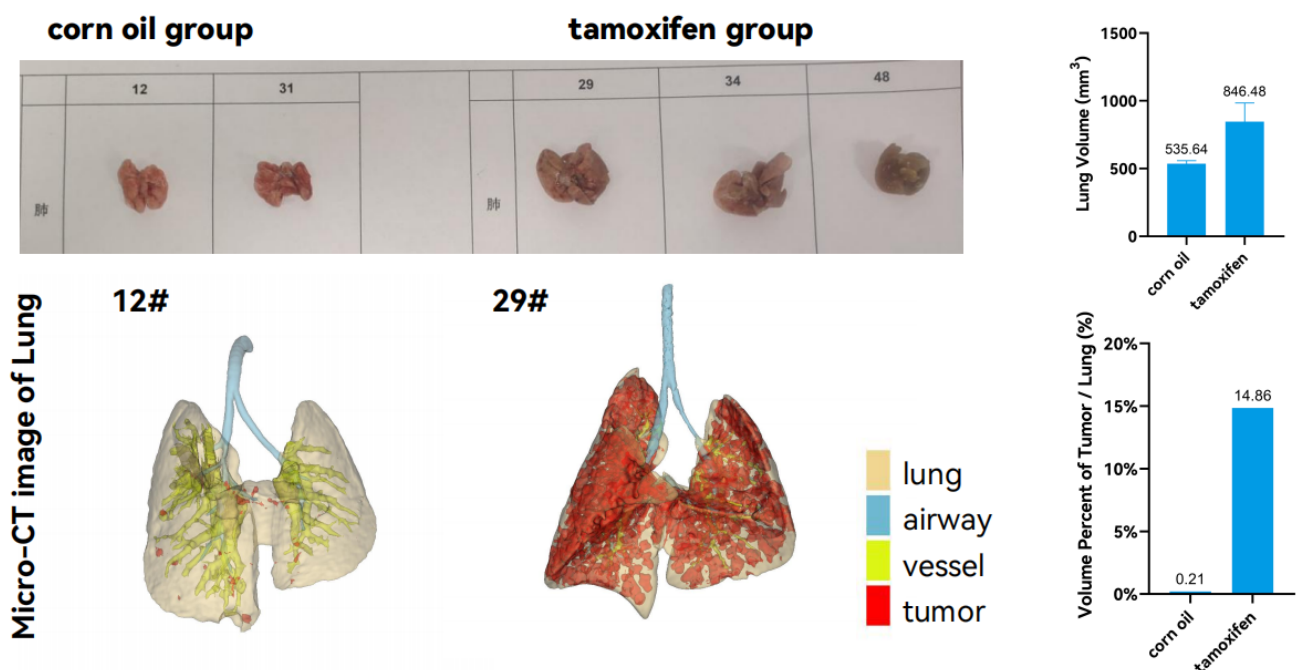 corn oil group
tamoxifen group
12
31
29
34
48
肺
肺
Micro-CT image of Lung
12#
29#
lung
airway
vessel
tumor
1500
1000
500
0
Lung Volume (mm³)
535.64
846.48
corn oil
tamoxifen
20%
15%
10%
5%
0%
Volume Percent of Tumor / Lung (%)
0.21
14.86
corn oil
tamoxifen